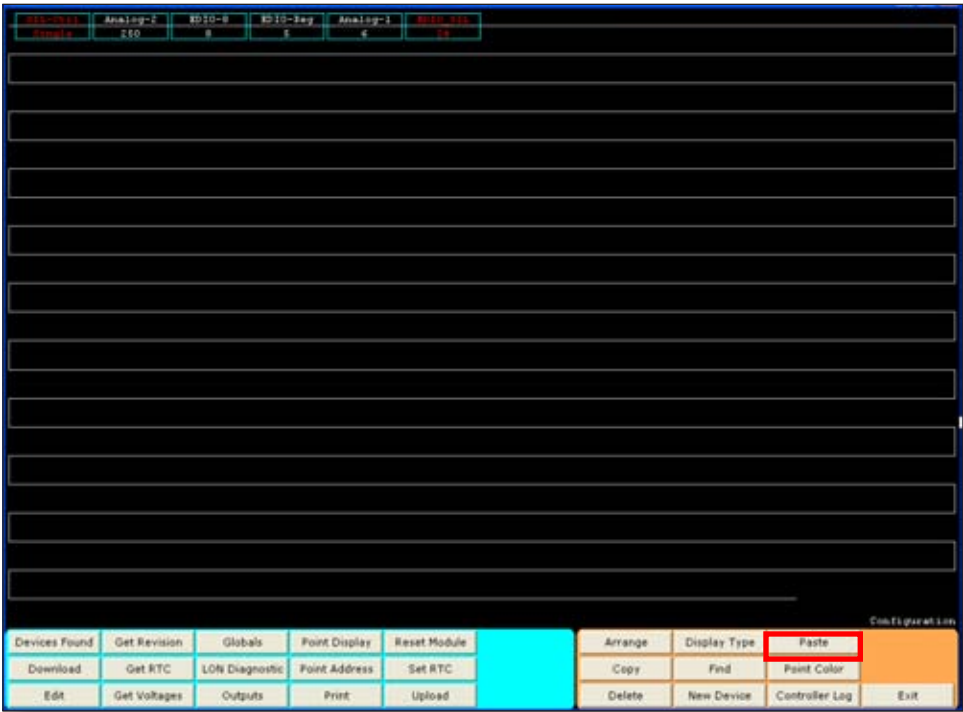 Analog-2 EDIO-8 EDIO-Reg Analog-1
Simple 250 8 5 6
Configuration
Devices Found Get Revision Globals Point Display Reset Module Arrange Display Type Paste
Download Get RTC LON Diagnostic Point Address Set RTC Copy Find Point Color
Edit Get Voltages Outputs Print Upload Delete New Device Controller Log Exit